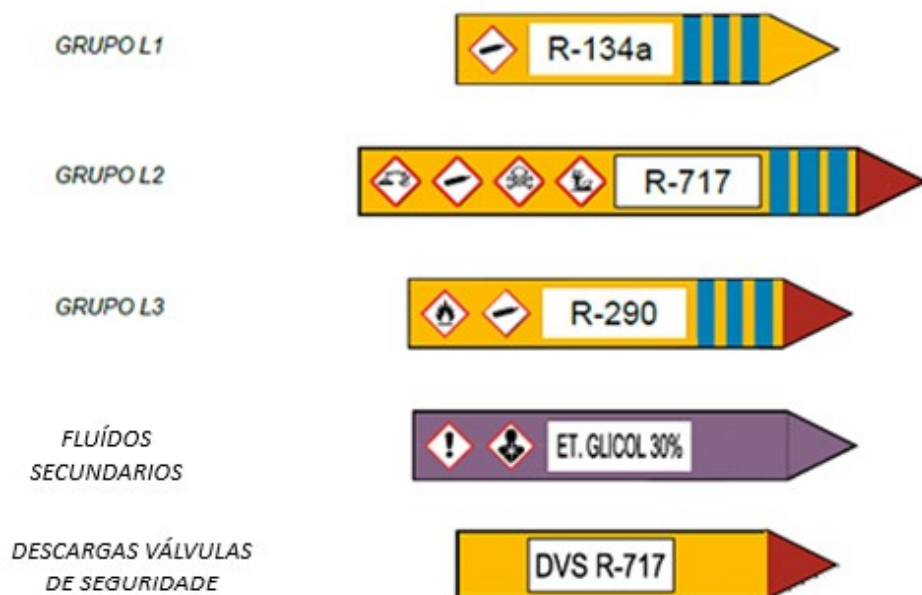 GRUPO L1
R-134a
GRUPO L2
R-717
GRUPO L3
R-290
FLUÍDOS
SECUNDARIOS
ET. GLICOL 30%
DESCARGAS VÁLVULAS
DE SEGURIDADE
DVS R-717